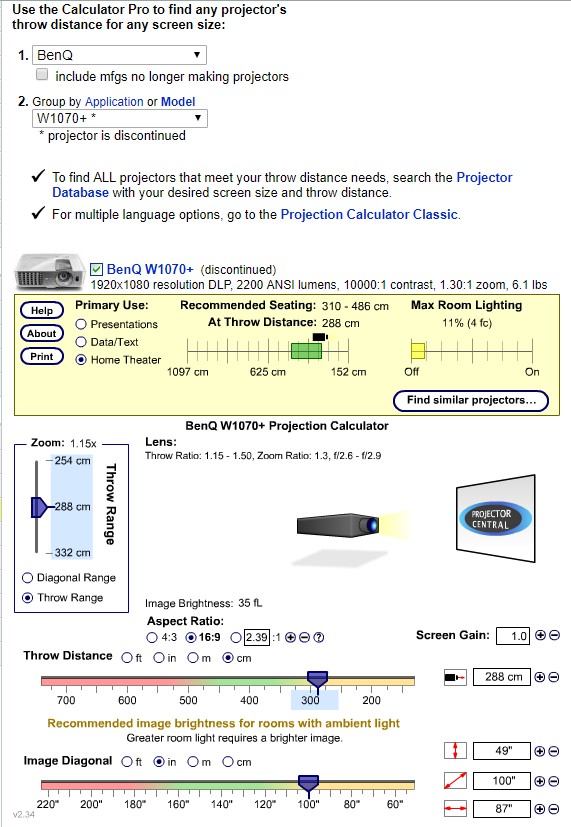 Use the Calculator Pro to find any projector's
throw distance for any screen size:
1. BenQ
include mfgs no longer making projectors
2. Group by Application or Model
W1070+ *
* projector is discontinued
To find ALL projectors that meet your throw distance needs, search the Projector
Database with your desired screen size and throw distance.
For multiple language options, go to the Projection Calculator Classic.
BenQ W1070+ (discontinued)
1920x1080 resolution DLP, 2200 ANSI lumens, 10000:1 contrast, 1.30:1 zoom, 6.1 lbs
Help
About
Print
Primary Use:
Presentations
Data/Text
Home Theater
Recommended Seating: 310 - 486 cm
At Throw Distance: 288 cm
1097 cm 625 cm 152 cm
Max Room Lighting
11% (4 fc)
Off On
Find similar projectors...
BenQ W1070+ Projection Calculator
Zoom: 1.15x
254 cm
288 cm
332 cm
Throw Range
Diagonal Range
Throw Range
Lens:
Throw Ratio: 1.15 - 1.50, Zoom Ratio: 1.3, f/2.6 - f/2.9
PROJECTOR
CENTRAL
Image Brightness: 35 fL
Aspect Ratio:
4:3 16:9 2.39 :1
Screen Gain: 1.0
Throw Distance ft in m cm
700 600 500 400 300 200
288 cm
Recommended image brightness for rooms with ambient light
Greater room light requires a brighter image.
Image Diagonal ft in m cm
220" 200" 180" 160" 140" 120" 100" 80" 60"
49"
100"
87"
v2.34